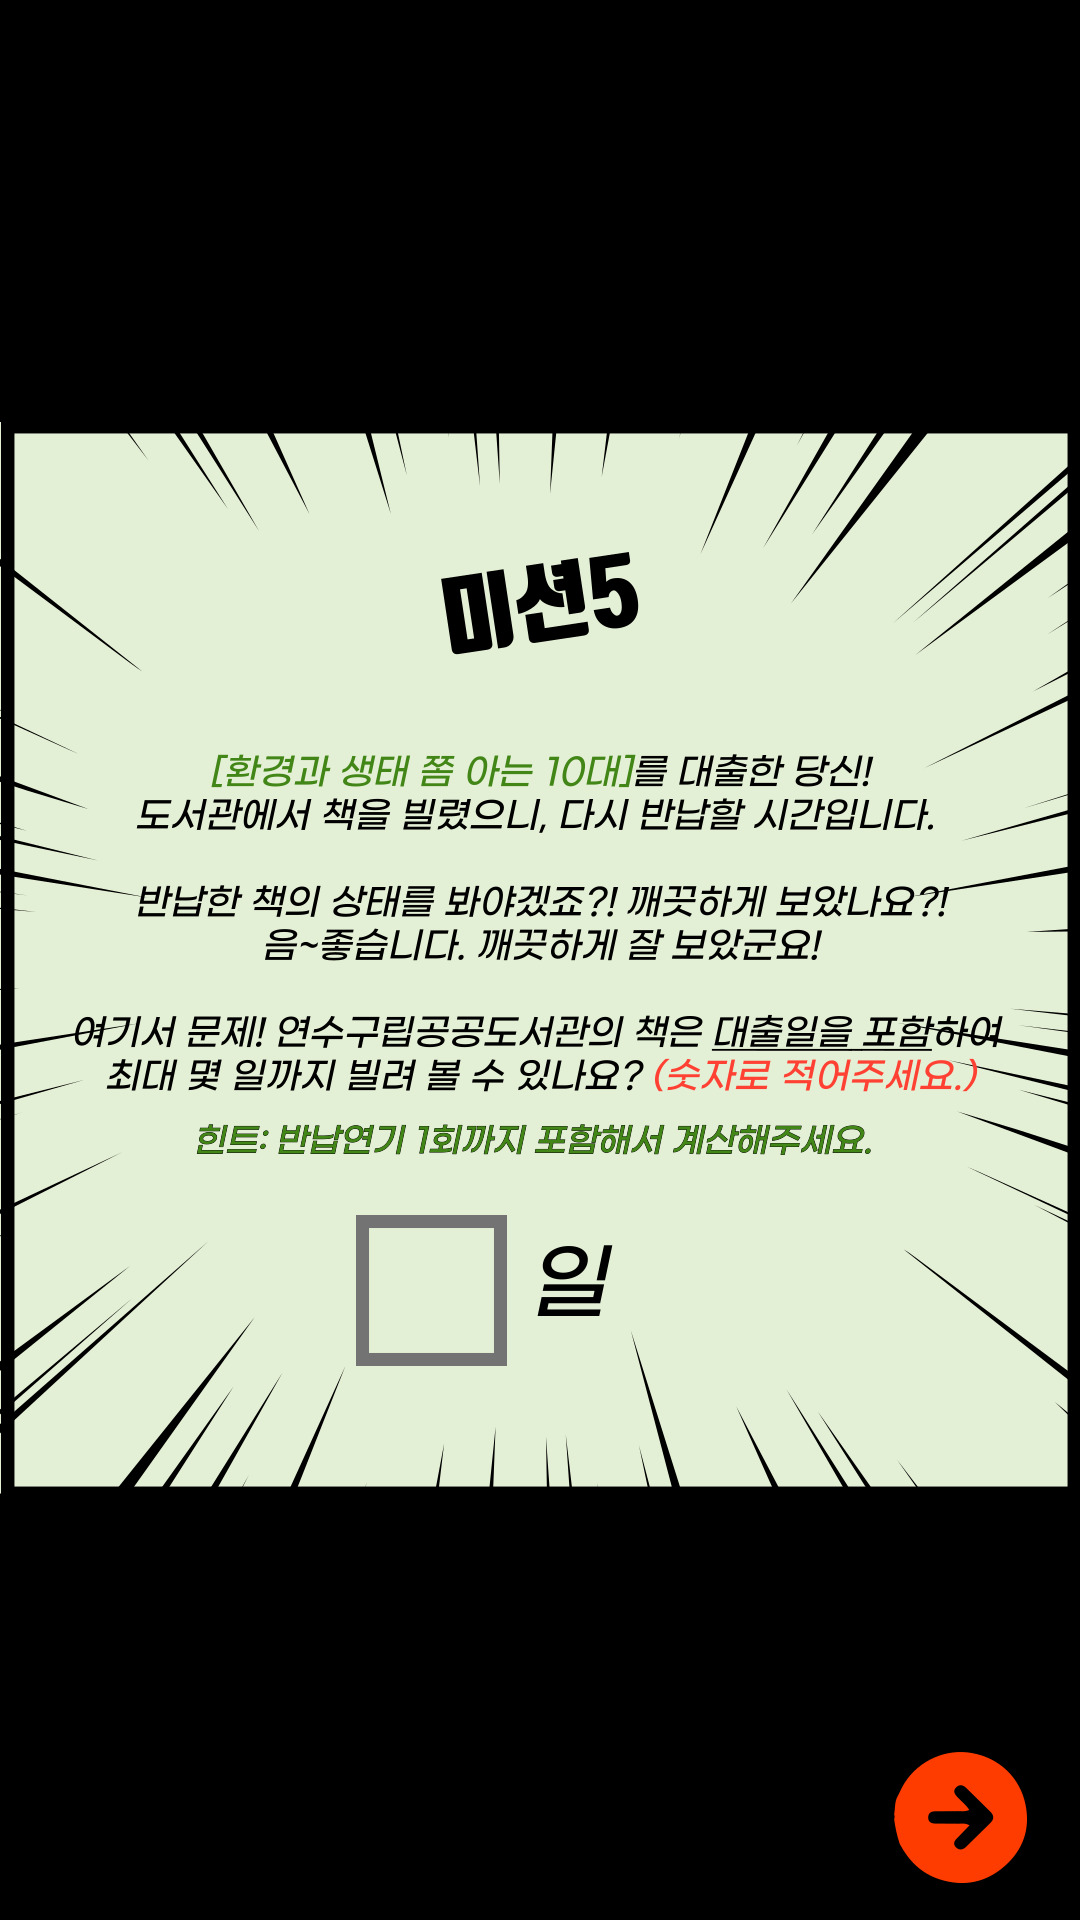 미션5
[환경과 생태 쫌 아는 10대]를 대출한 당신!
도서관에서 책을 빌렸으니, 다시 반납할 시간입니다.
반납한 책의 상태를 봐야겠죠?! 깨끗하게 보았나요?!
음~좋습니다. 깨끗하게 잘 보았군요!
여기서 문제! 연수구립공공도서관의 책은 대출일을 포함하여
최대 몇 일까지 빌려 볼 수 있나요? (숫자로 적어주세요.)
힌트: 반납연기 1회까지 포함해서 계산해주세요.
일